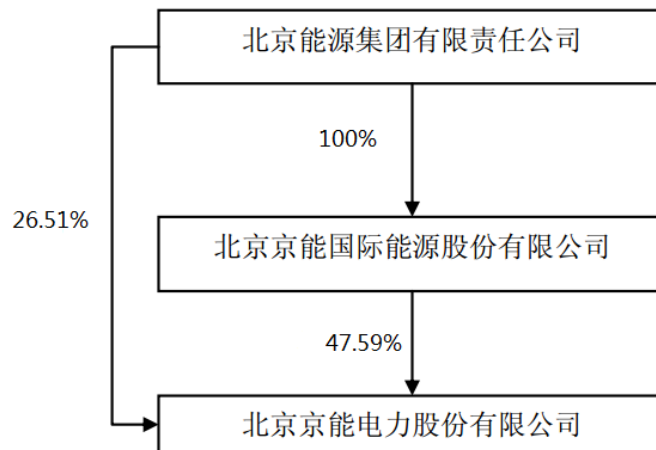 北京能源集团有限责任公司
100%
26.51%
北京京能国际能源股份有限公司
47.59%
北京京能电力股份有限公司